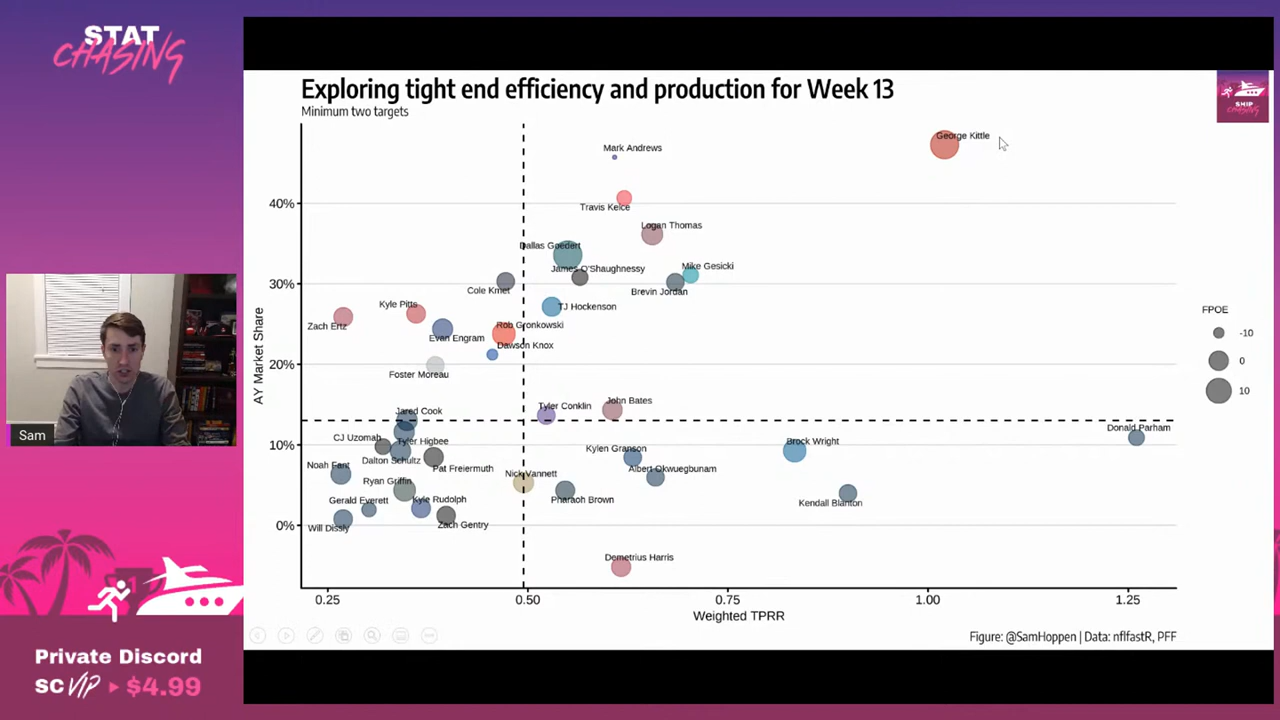 STAT
CHASING
Exploring tight end efficiency and production for Week 13
Minimum two targets
SHIP
CHASING
George Kittle
Mark Andrews
40%
Travis Kelce
Logan Thomas
Dallas Goedert
James O'Shaughnessy
Mike Gesicki
30%
Cole Kmet
Brevin Jordan
Kyle Pitts
TJ Hockenson
Zach Ertz
Evan Engram
Rob Gronkowski
Dawson Knox
20%
Foster Moreau
AY Market Share
FPOE
-10
0
10
Jared Cook
Tyler Conklin
John Bates
Donald Parham
10%
CJ Uzomah
Tyler Higbee
Kylen Granson
Brock Wright
Noah Fant
Dalton Schultz
Pat Freiermuth
Nick Vannett
Albert Okwuegbunam
Ryan Griffin
Gerald Everett
Kyle Rudolph
Pharaoh Brown
Kendall Blanton
0%
Will Dissly
Zach Gentry
Demetrius Harris
0.25
0.50
0.75
1.00
1.25
Weighted TPRR
Figure: @SamHoppen | Data: nflfastR, PFF
Sam
Private Discord
SC VIP $4.99